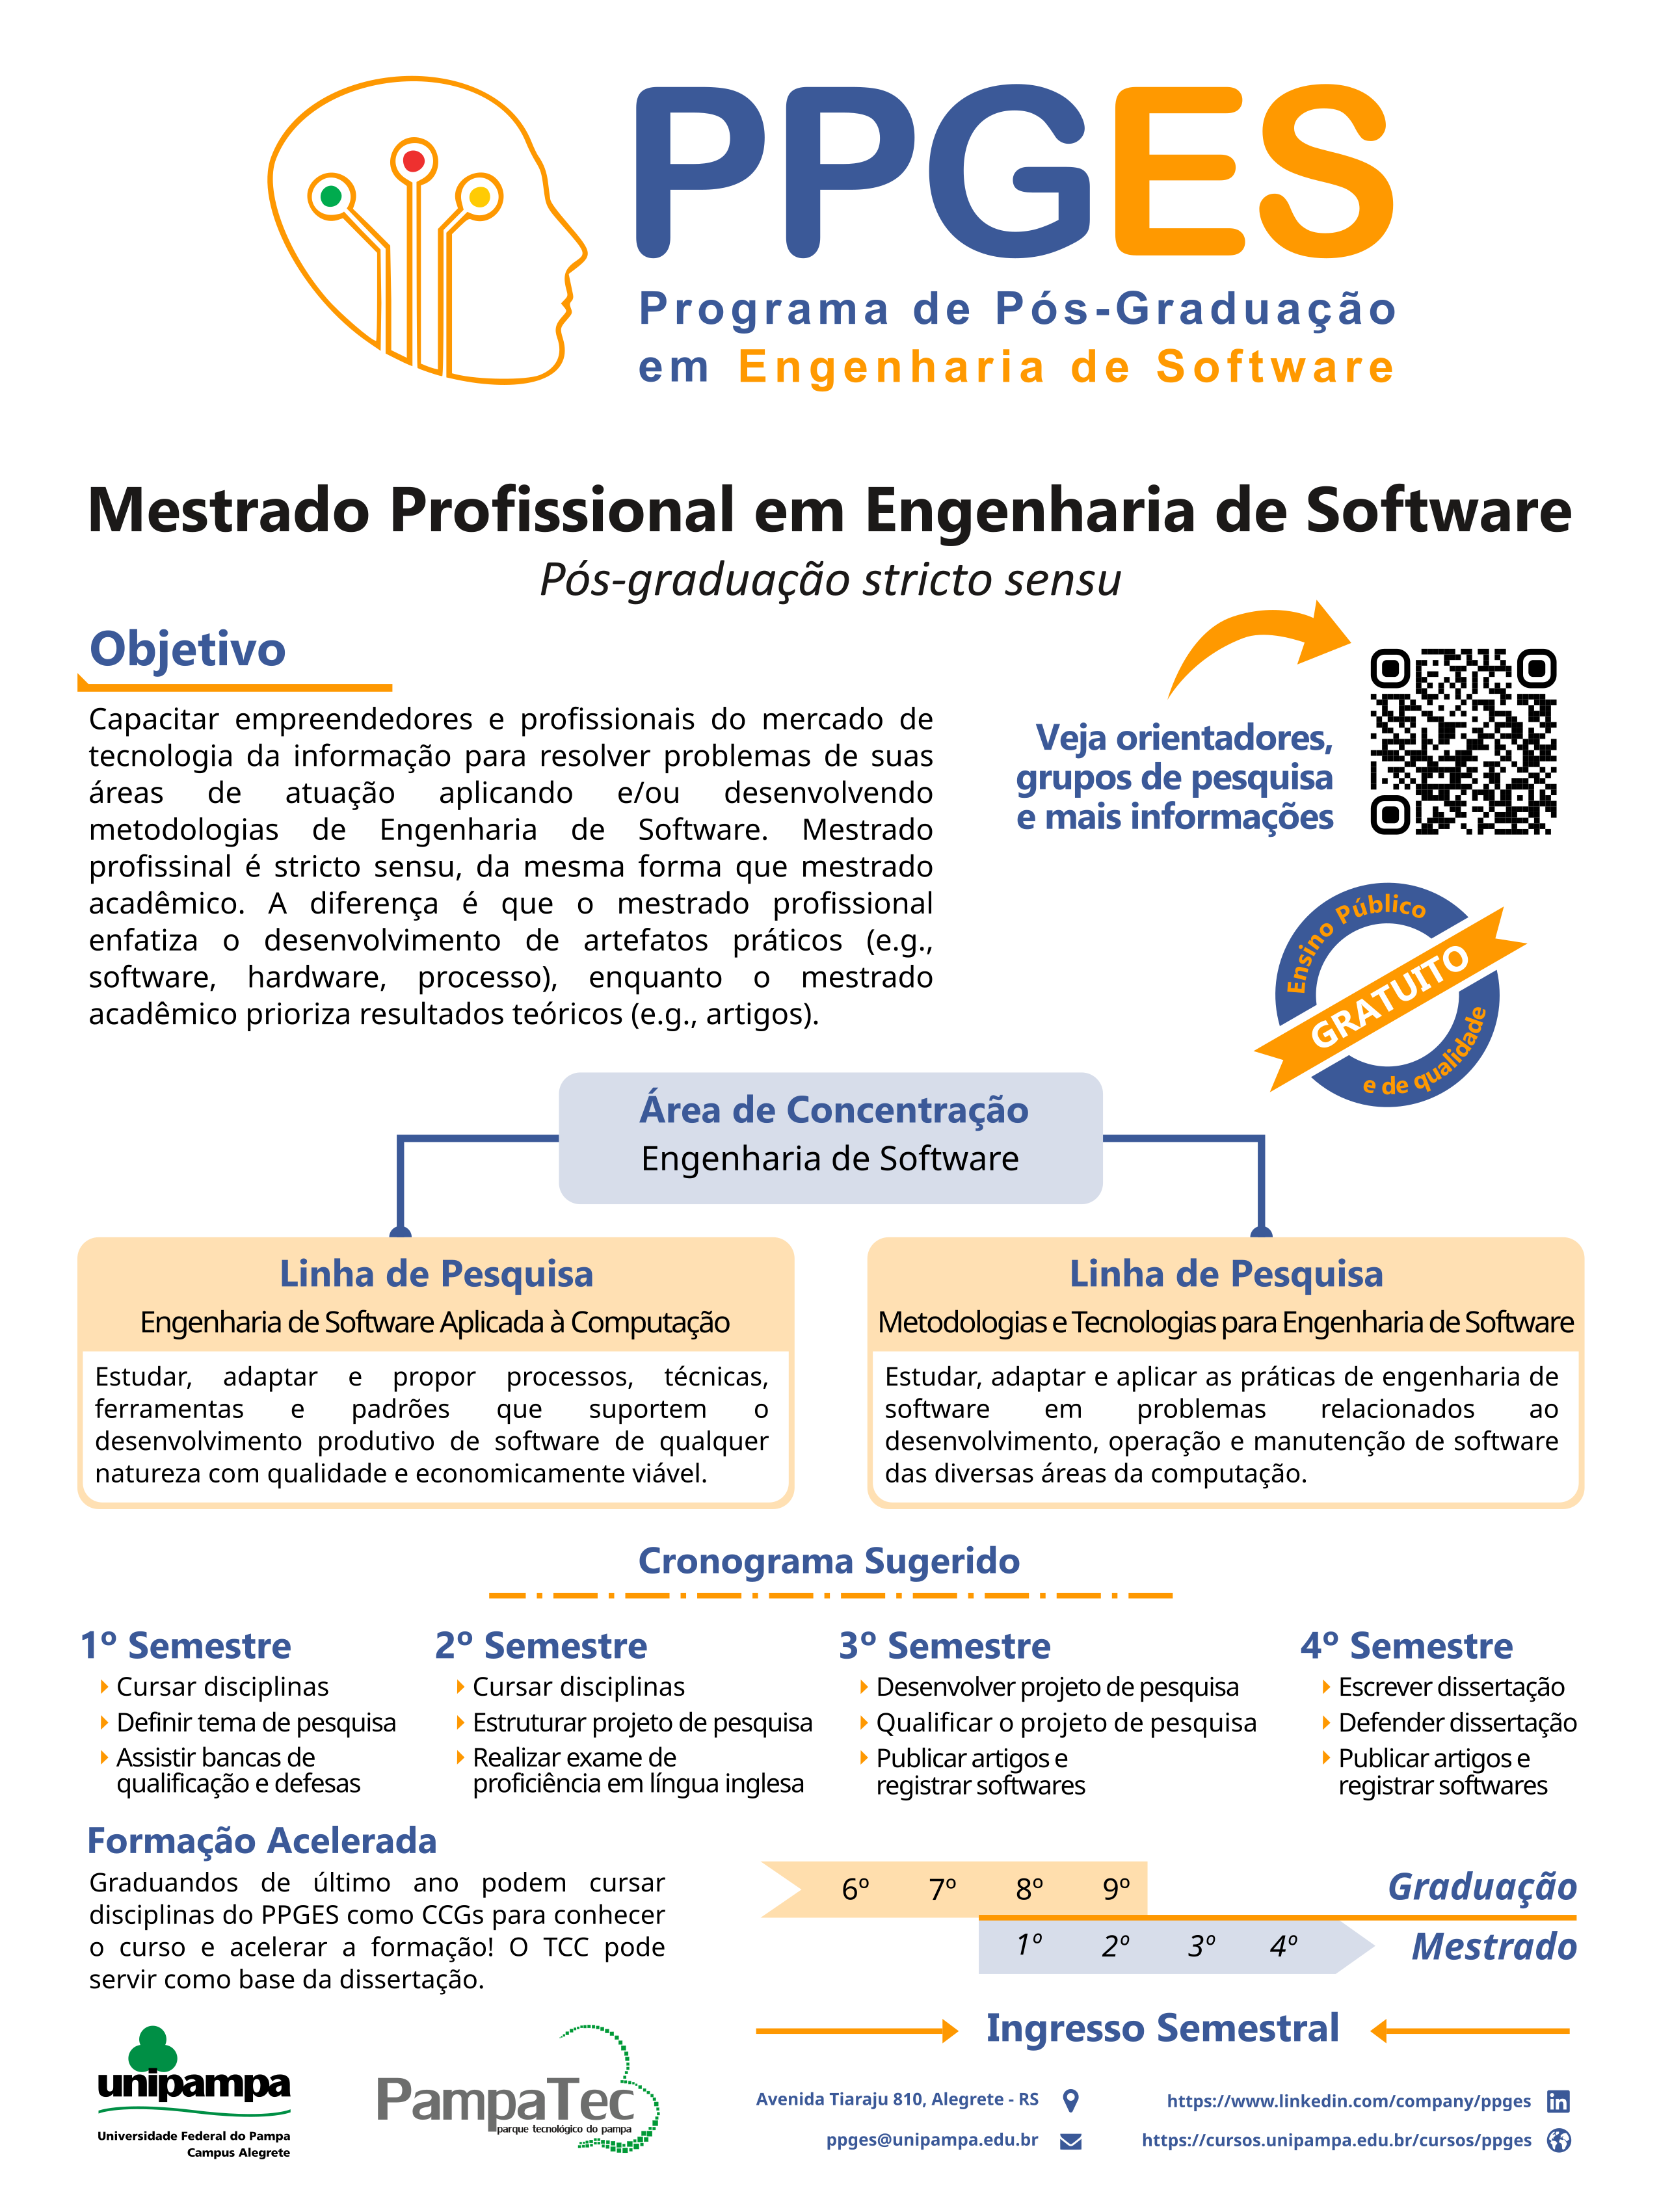 PPGES
Programa de Pós-Graduação
em Engenharia de Software
Mestrado Profissional em Engenharia de Software
Pós-graduação stricto sensu
Objetivo
Capacitar empreendedores e profissionais do mercado de
tecnologia da informação para resolver problemas de suas
áreas de atuação aplicando e/ou desenvolvendo
metodologias de Engenharia de Software. Mestrado
profissinal é stricto sensu, da mesma forma que mestrado
acadêmico. A diferença é que o mestrado profissional
enfatiza o desenvolvimento de artefatos práticos (e.g.,
software, hardware, processo), enquanto o mestrado
acadêmico prioriza resultados teóricos (e.g., artigos).
Veja orientadores,
grupos de pesquisa
e mais informações
Ensino Público
GRATUITO
e de qualidade
Área de Concentração
Engenharia de Software
Linha de Pesquisa
Engenharia de Software Aplicada à Computação
Estudar, adaptar e propor processos, técnicas,
ferramentas e padrões que suportem o
desenvolvimento produtivo de software de qualquer
natureza com qualidade e economicamente viável.
Linha de Pesquisa
Metodologias e Tecnologias para Engenharia de Software
Estudar, adaptar e aplicar as práticas de engenharia de
software em problemas relacionados ao
desenvolvimento, operação e manutenção de software
das diversas áreas da computação.
Cronograma Sugerido
1º Semestre
Cursar disciplinas
Definir tema de pesquisa
Assistir bancas de
qualificação e defesas
2º Semestre
Cursar disciplinas
Estruturar projeto de pesquisa
Realizar exame de
proficiência em língua inglesa
3º Semestre
Desenvolver projeto de pesquisa
Qualificar o projeto de pesquisa
Publicar artigos e
registrar softwares
4º Semestre
Escrever dissertação
Defender dissertação
Publicar artigos e
registrar softwares
Formação Acelerada
Graduandos de último ano podem cursar
disciplinas do PPGES como CCGs para conhecer
o curso e acelerar a formação! O TCC pode
servir como base da dissertação.
6º 7º 8º 9º Graduação
1º 2º 3º 4º Mestrado
Ingresso Semestral
unipampa
Universidade Federal do Pampa
Campus Alegrete
PampaTec
parque tecnológico do pampa
Avenida Tiaraju 810, Alegrete - RS
ppges@unipampa.edu.br
https://www.linkedin.com/company/ppges
in
https://cursos.unipampa.edu.br/cursos/ppges